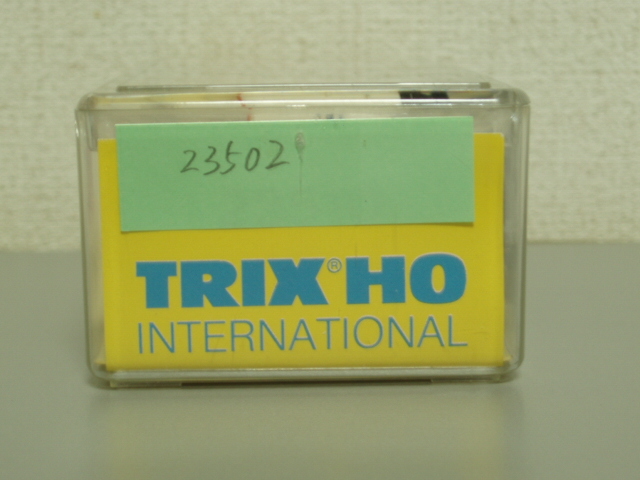 23502
TRIX® HO
INTERNATIONAL